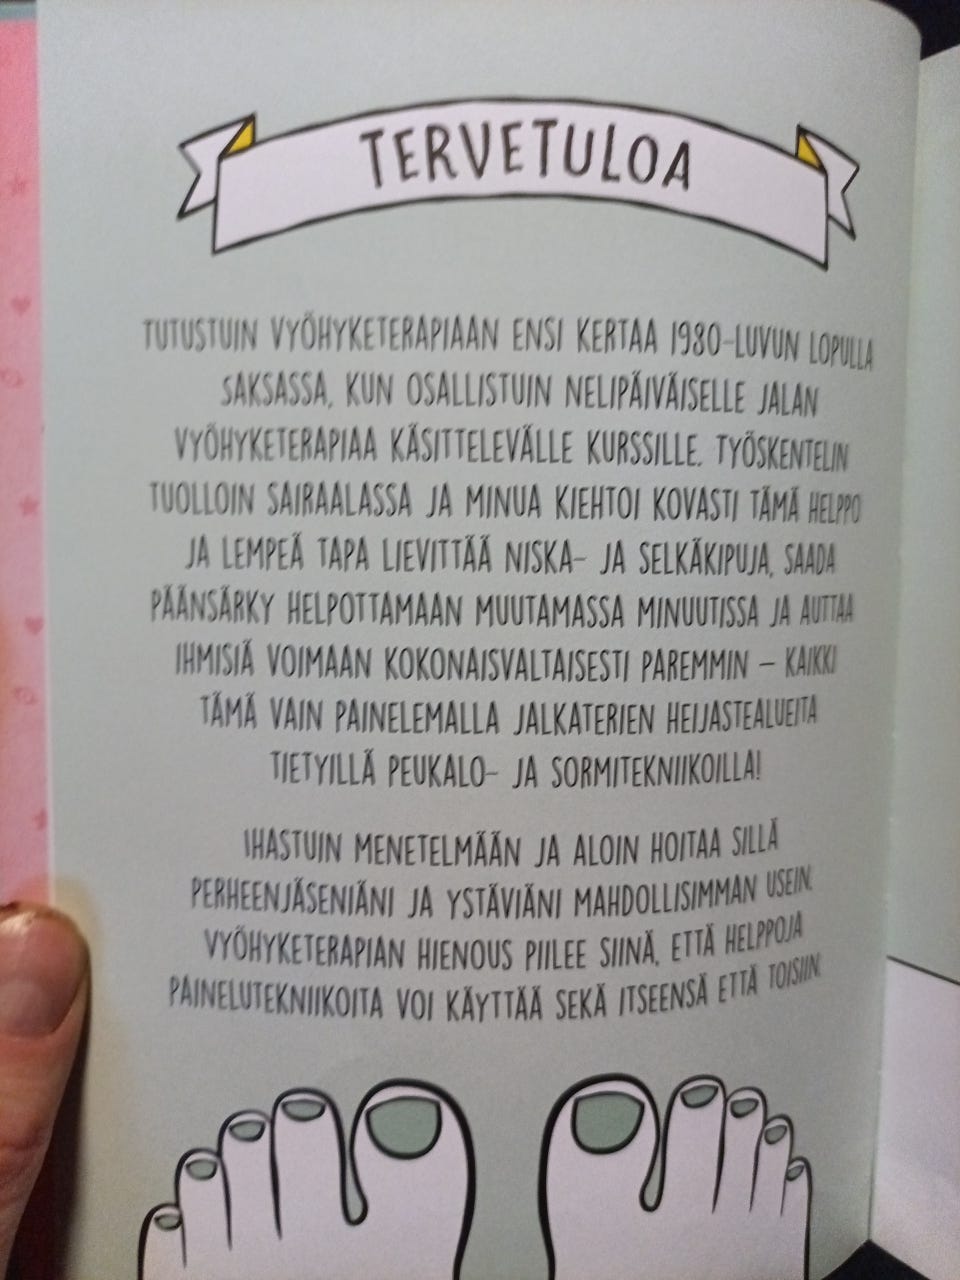 TERVETULOA
TUTUSTUIN VYÖHYKETERAPIAAN ENSI KERTAA 1980-LUVUN LOPULLA
SAKSASSA, KUN OSALLISTUIN NELIPÄIVÄISELLE JALAN
VYÖHYKETERAPIAA KÄSITTELEVÄLLE KURSSILLE. TYÖSKENTELIN
TUOLLOIN SAIRAALASSA JA MINUA KIEHTOI KOVASTI TÄMÄ HELPPO
JA LEMPEÄ TAPA LIEVITTÄÄ NISKA- JA SELKÄKIPUJA, SAADA
PÄÄNSÄRKY HELPOTTAMAAN MUUTAMASSA MINUUTISSA JA AUTTAA
IHMISIÄ VOIMAAN KOKONAISVALTAISESTI PAREMMIN – KAIKKI
TÄMÄ VAIN PAINELEMALLA JALKATERIEN HEIJASTEALUEITA
TIETYILLÄ PEUKALO- JA SORMITEKNIIKOILLA!
IHASTUIN MENETELMÄÄN JA ALOIN HOITAA SILLÄ
PERHEENJÄSENIÄNI JA YSTÄVIÄNI MAHDOLLISIMMAN USEIN.
VYÖHYKETERAPIAN HIENOUS PIILEE SIINÄ, ETTÄ HELPPOJA
PAINELUTEKNIIKOITA VOI KÄYTTÄÄ SEKÄ ITSEENSÄ ETTÄ TOISIIN.